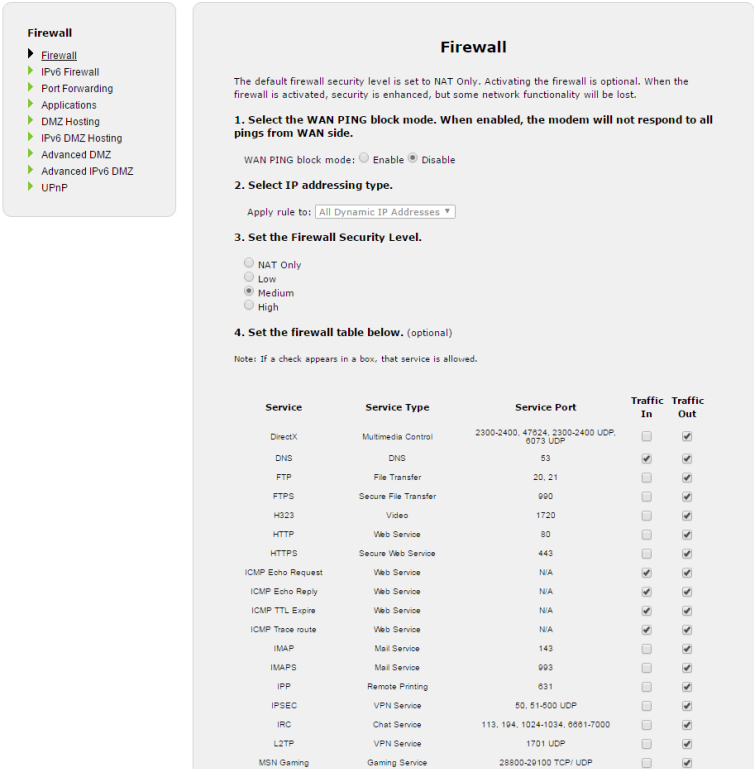 Firewall
Firewall
IPv6 Firewall
Port Forwarding
Applications
DMZ Hosting
IPv6 DMZ Hosting
Advanced DMZ
Advanced IPv6 DMZ
UPnP
Firewall
The default firewall security level is set to NAT Only. Activating the firewall is optional. When the
firewall is activated, security is enhanced, but some network functionality will be lost.
1. Select the WAN PING block mode. When enabled, the modem will not respond to all
pings from WAN side.
WAN PING block mode: Enable Disable
2. Select IP addressing type.
Apply rule to: All Dynamic IP Addresses
3. Set the Firewall Security Level.
NAT Only
Low
Medium
High
4. Set the firewall table below. (optional)
Note: If a check appears in a box, that service is allowed.
Service Service Type Service Port Traffic In Traffic Out
DirectX Multimedia Control 2300-2400, 47624, 2300-2400 UDP, 6073 UDP
DNS DNS 53
FTP File Transfer 20, 21
FTPS Secure File Transfer 990
H323 Video 1720
HTTP Web Service 80
HTTPS Secure Web Service 443
ICMP Echo Request Web Service N/A
ICMP Echo Reply Web Service N/A
ICMP TTL Expire Web Service N/A
ICMP Trace route Web Service N/A
IMAP Mail Service 143
IMAPS Mail Service 993
IPP Remote Printing 631
IPSEC VPN Service 50, 51-500 UDP
IRC Chat Service 113, 194, 1024-1034, 6661-7000
L2TP VPN Service 1701 UDP
MSN Gaming Gaming Service 28800-29100 TCP/ UDP